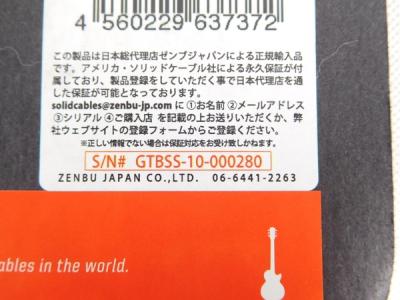 4 560229 637372
この製品は日本総代理店ゼンブジャパンによる正規輸入品
です。アメリカ・ソリッドケーブル社による永久保証が付
属しており、製品登録をしていただく事で日本代理店を通
した保証が可能となっております。
solidcables@zenbu-jp.com に ①お名前 ②メールアドレス
③シリアル ④ご購入店 を記載の上お送りいただくか、弊
社ウェブサイトの登録フォームからご登録ください。
※正しい情報でない場合は保証対応をお受け致しかねます。
S/N# GTBSS-10-000280
ZENBU JAPAN CO.,LTD. 06-6441-2263
ables in the world.